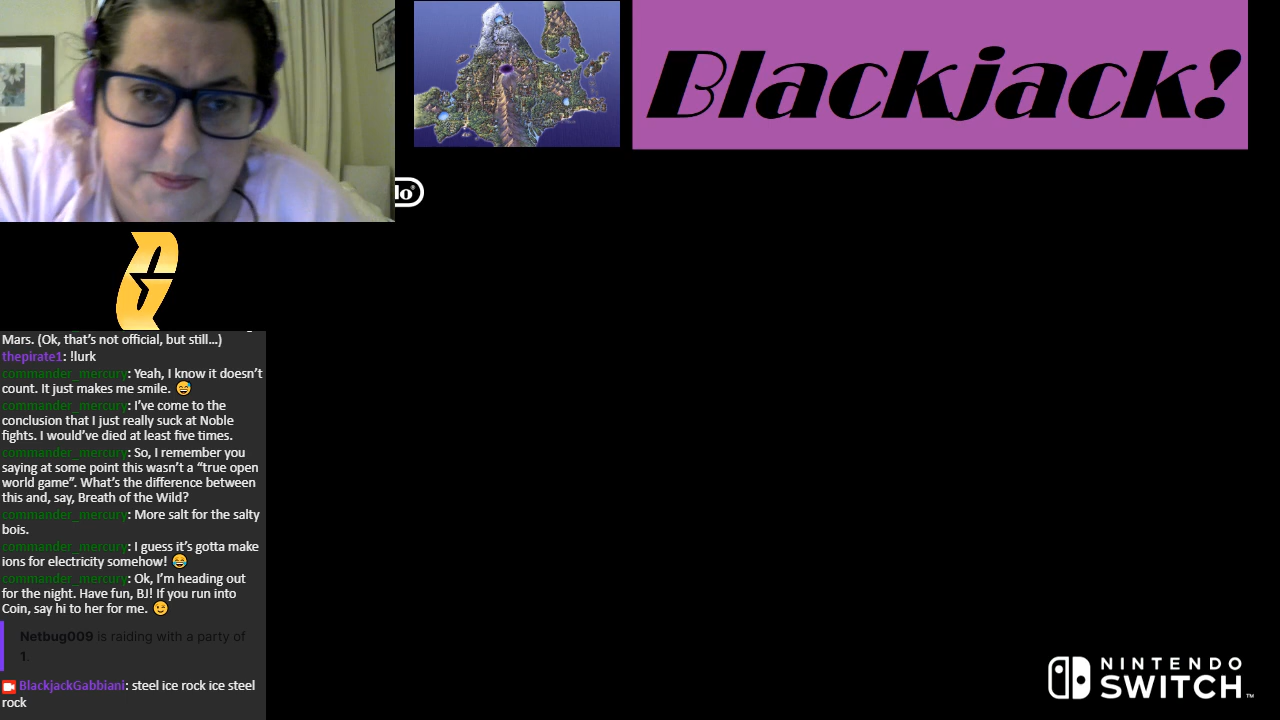 Blackjack!
do®
Mars. (Ok, that's not official, but still...)
thepirate1: !lurk
commander_mercury: Yeah, I know it doesn't
count. It just makes me smile. 😅
commander_mercury: I've come to the
conclusion that I just really suck at Noble
fights. I would've died at least five times.
commander_mercury: So, I remember you
saying at some point this wasn't a “true open
world game”. What's the difference between
this and, say, Breath of the Wild?
commander_mercury: More salt for the salty
bois.
commander_mercury: I guess it's gotta make
ions for electricity somehow! 😂
commander_mercury: Ok, I'm heading out
for the night. Have fun, BJ! If you run into
Coin, say hi to her for me. 😉
Netbug009 is raiding with a party of
1.
BlackjackGabbiani: steel ice rock ice steel
rock
NINTENDO
SWITCH™